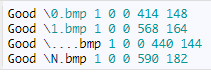 Good \0.bmp 1 0 0 414 148
Good \1.bmp 1 0 0 568 164
Good \....bmp 1 0 0 440 144
Good \N.bmp 1 0 0 590 182